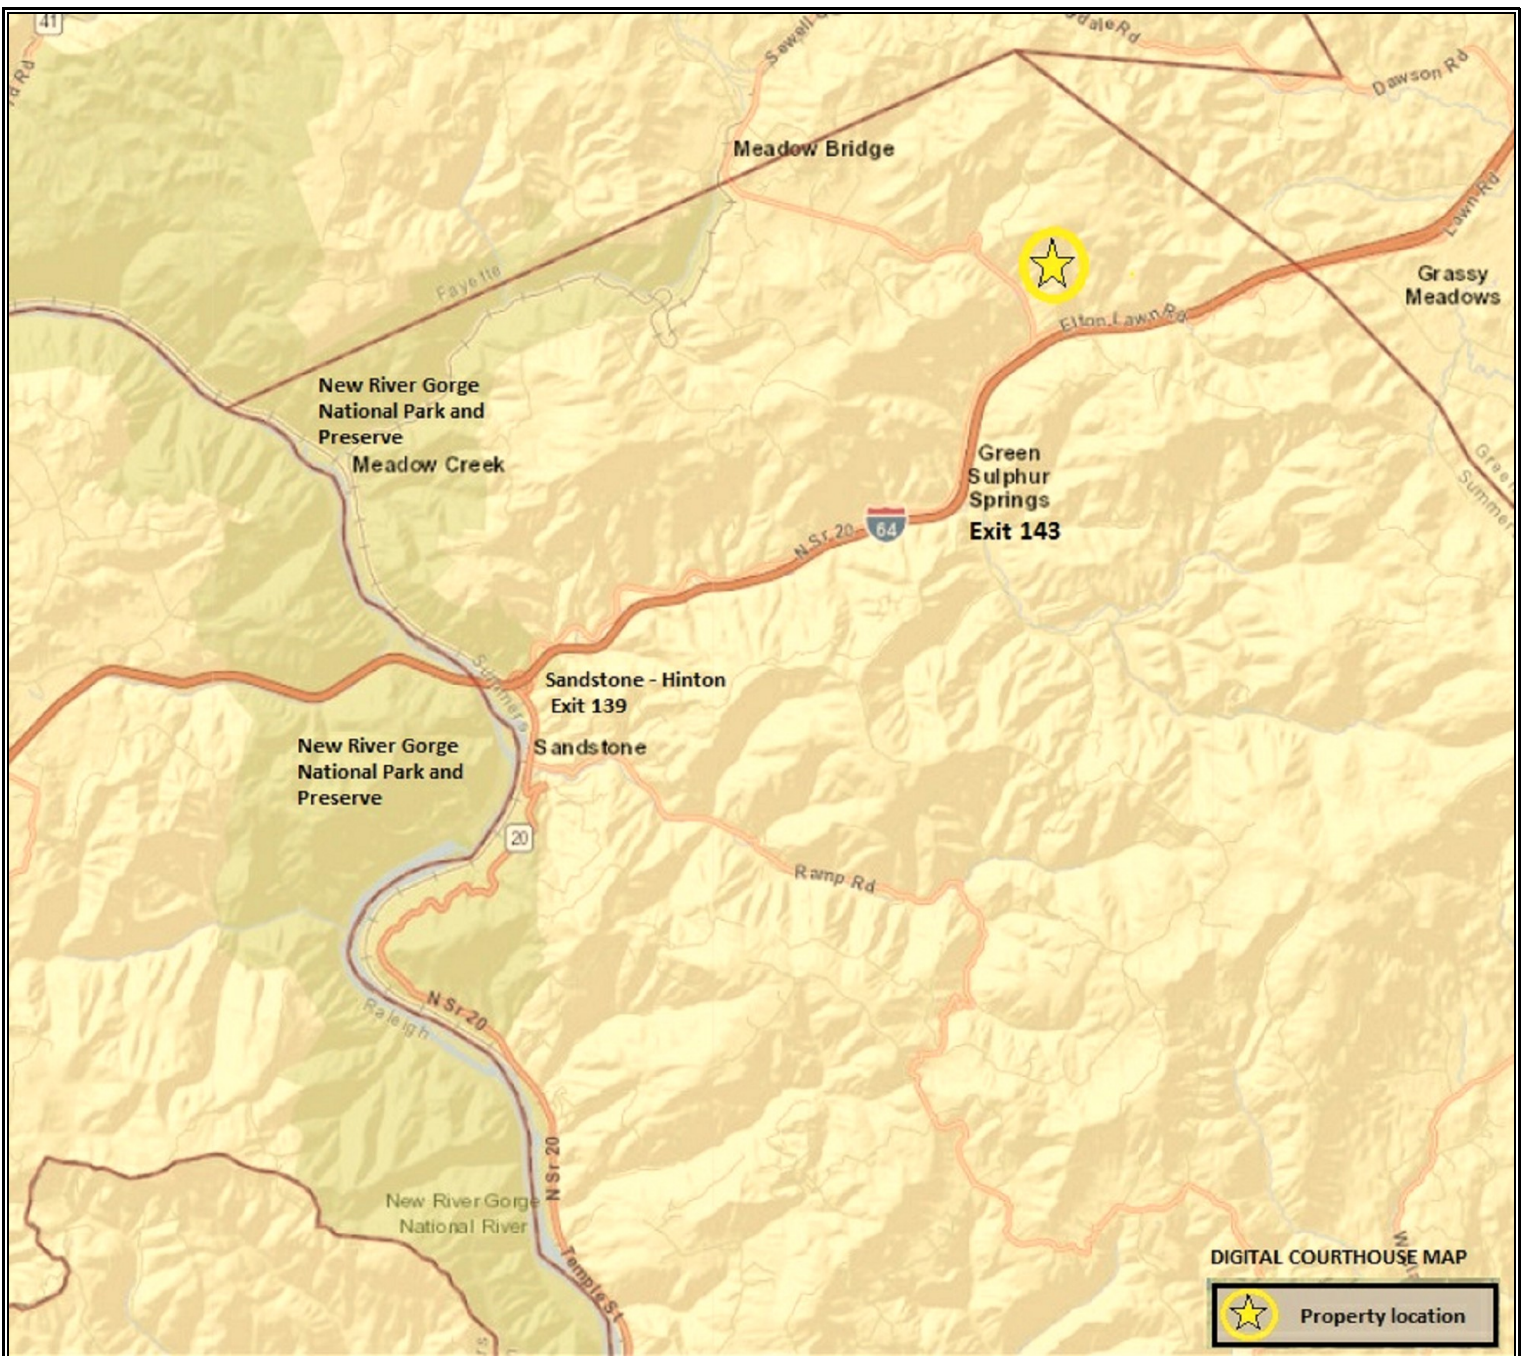 41
Sewell
Dawson Rd
Meadow Bridge
Lawn Rd
Grassy
Meadows
Fayette
Elton Lawn Rd
New River Gorge
National Park and
Preserve
Meadow Creek
Green
Sulphur
Springs
Exit 143
64
N Sr 20
Summers
Sandstone - Hinton
Exit 139
Sandstone
New River Gorge
National Park and
Preserve
20
Ramp Rd
N Sr 20
Raleigh
N Sr 20
New River Gorge
National River
Temple St
DIGITAL COURTHOUSE MAP
Property location